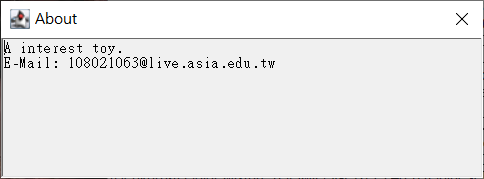 About
A interest toy.
E-Mail: 108021063@live.asia.edu.tw